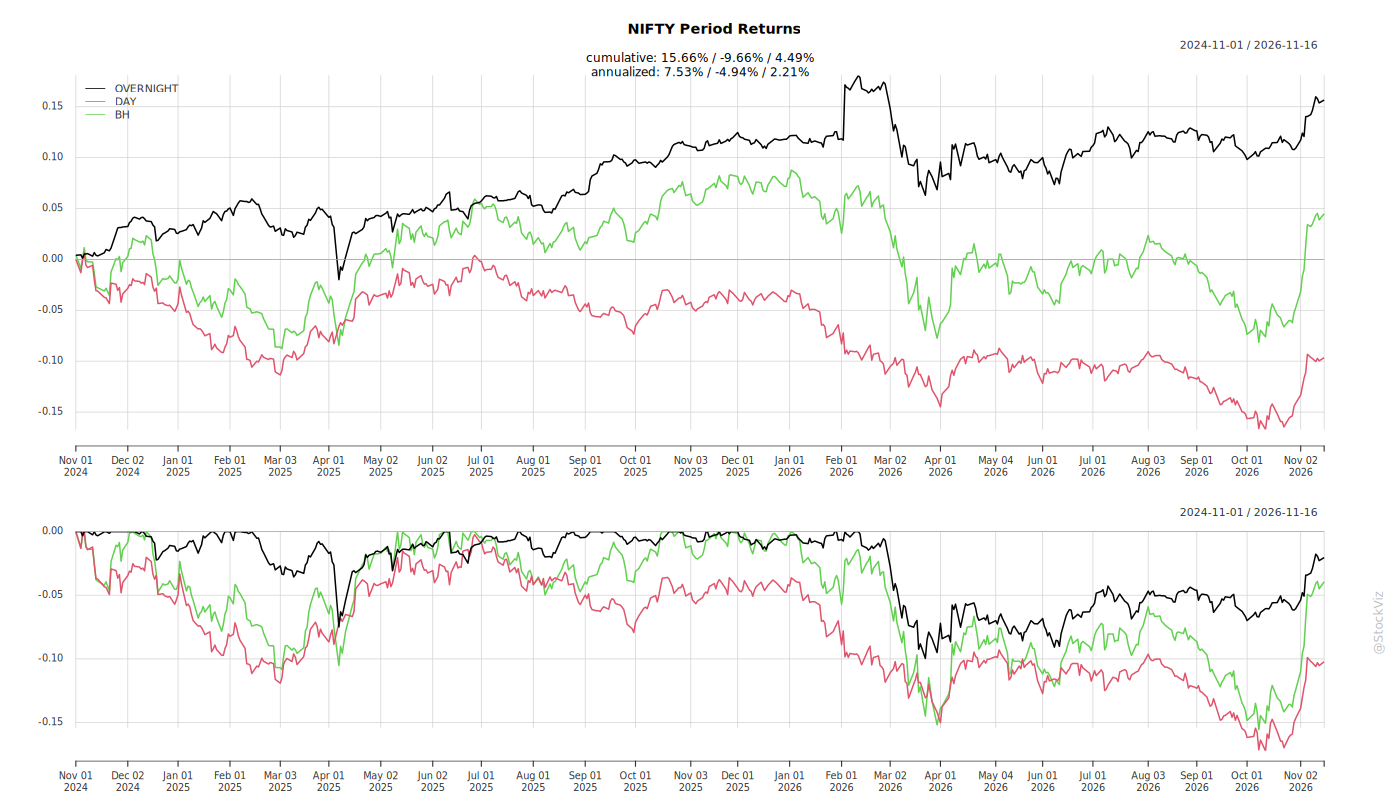 NIFTY Period Returns
2024-11-01 / 2026-11-16
cumulative: 15.66% / -9.66% / 4.49%
annualized: 7.53% / -4.94% / 2.21%
OVERNIGHT
DAY
BH
0.15
0.10
0.05
0.00
-0.05
-0.10
-0.15
Nov 01 Dec 02 Jan 01 Feb 01 Mar 03 Apr 01 May 02 Jun 02 Jul 01 Aug 01 Sep 01 Oct 01 Nov 03 Dec 01 Jan 01 Feb 01 Mar 02 Apr 01 May 04 Jun 01 Jul 01 Aug 03 Sep 01 Oct 01 Nov 02
2024 2024 2025 2025 2025 2025 2025 2025 2025 2025 2025 2025 2025 2025 2026 2026 2026 2026 2026 2026 2026 2026 2026 2026 2026
2024-11-01 / 2026-11-16
0.00
-0.05
-0.10
-0.15
Nov 01 Dec 02 Jan 01 Feb 01 Mar 03 Apr 01 May 02 Jun 02 Jul 01 Aug 01 Sep 01 Oct 01 Nov 03 Dec 01 Jan 01 Feb 01 Mar 02 Apr 01 May 04 Jun 01 Jul 01 Aug 03 Sep 01 Oct 01 Nov 02
2024 2024 2025 2025 2025 2025 2025 2025 2025 2025 2025 2025 2025 2025 2026 2026 2026 2026 2026 2026 2026 2026 2026 2026 2026
@StockViz